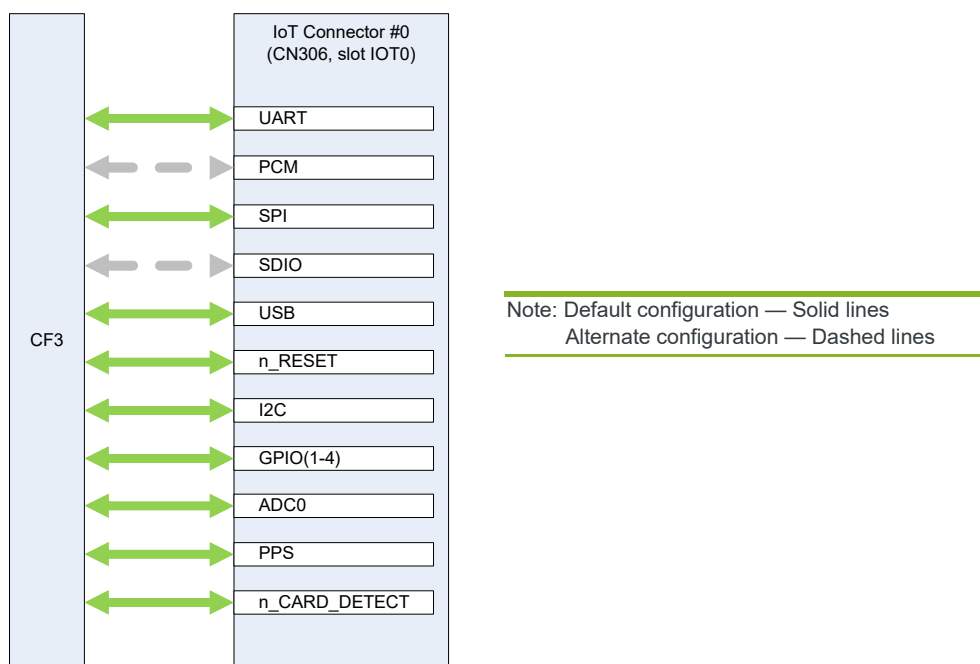 IoT Connector #0
(CN306, slot IOT0)
UART
PCM
SPI
SDIO
USB
CF3
n_RESET
I2C
GPIO(1-4)
ADC0
PPS
n_CARD_DETECT
Note: Default configuration — Solid lines
Alternate configuration — Dashed lines